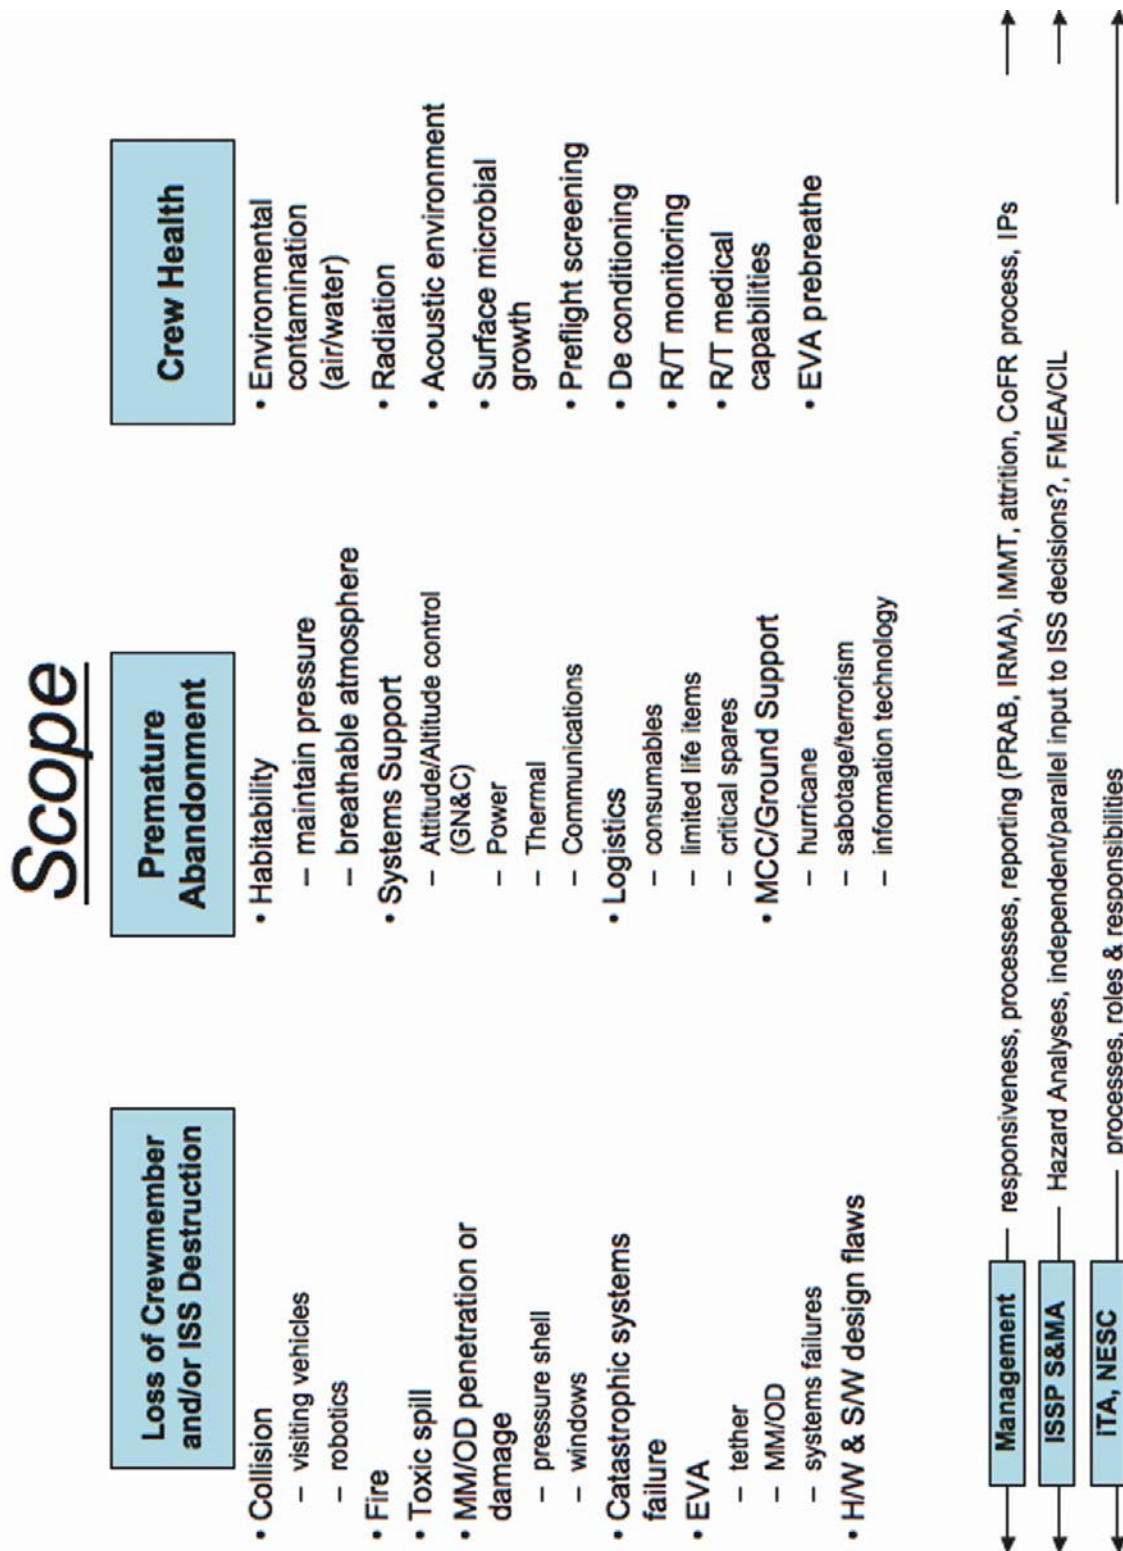 Scope
Loss of Crewmember
and/or ISS Destruction
• Collision
– visiting vehicles
– robotics
• Fire
• Toxic spill
• MM/OD penetration or
damage
– pressure shell
– windows
• Catastrophic systems
failure
• EVA
– tether
– MM/OD
– systems failures
• H/W & S/W design flaws
Premature
Abandonment
• Habitability
– maintain pressure
– breathable atmosphere
• Systems Support
– Attitude/Attitude control
(GN&C)
– Power
– Thermal
– Communications
• Logistics
– consumables
– limited life items
– critical spares
• MCC/Ground Support
– hurricane
– sabotage/terrorism
– information technology
Crew Health
• Environmental
contamination
(air/water)
• Radiation
• Acoustic environment
• Surface microbial
growth
• Preflight screening
• De conditioning
• R/T monitoring
• R/T medical
capabilities
• EVA prebreathe
Management responsiveness, processes, reporting (PRAB, IRMA), IMMT, attrition, CoFR process, IPs
ISSP S&MA Hazard Analyses, independent/parallel input to ISS decisions?, FMEA/CIL
iTA, NESC processes, roles & responsibilities